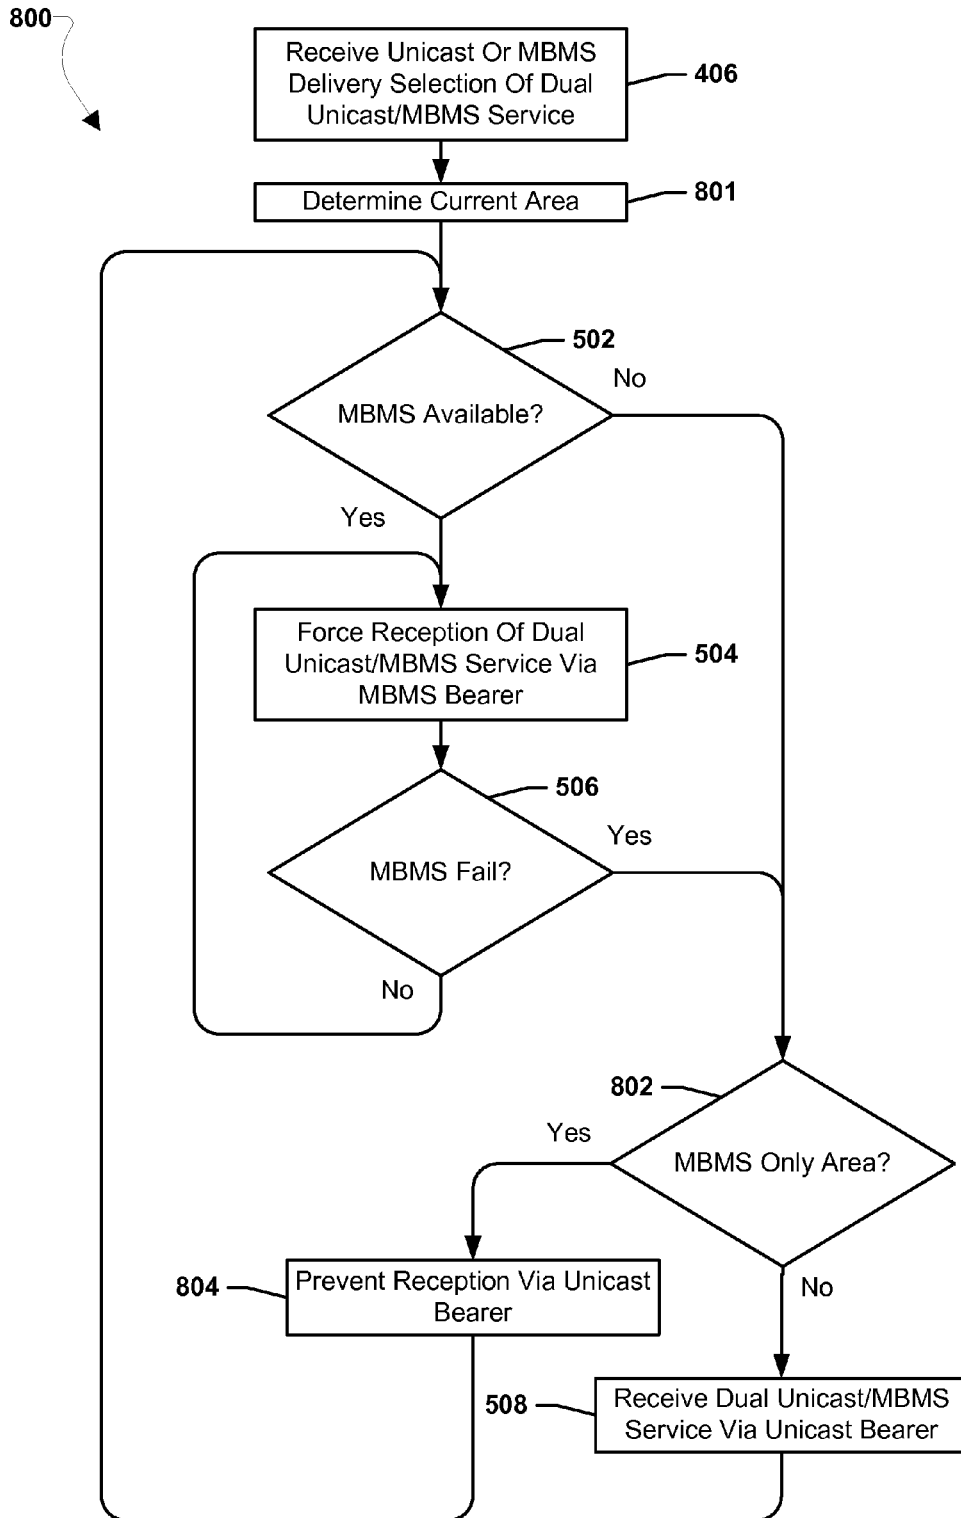 800
Receive Unicast Or MBMS
Delivery Selection Of Dual
Unicast/MBMS Service
406
Determine Current Area
801
502
No
MBMS Available?
Yes
Force Reception Of Dual
Unicast/MBMS Service Via
MBMS Bearer
504
506
Yes
MBMS Fail?
No
802
Yes
MBMS Only Area?
804
Prevent Reception Via Unicast
Bearer
No
508
Receive Dual Unicast/MBMS
Service Via Unicast Bearer